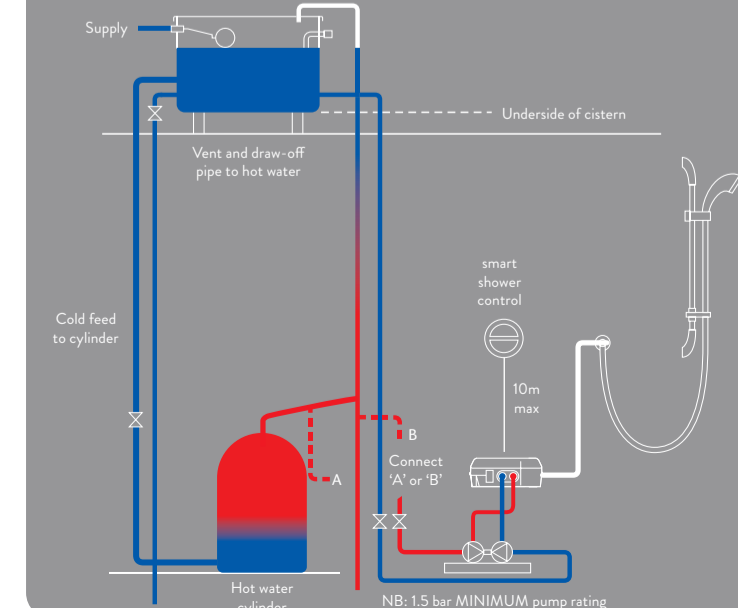 Supply
Underside of cistern
Vent and draw-off
pipe to hot water
smart
shower
control
Cold feed
to cylinder
10m
max
B
Connect
‘A’ or ‘B’
A
Hot water
cylinder
NB: 1.5 bar MINIMUM pump rating